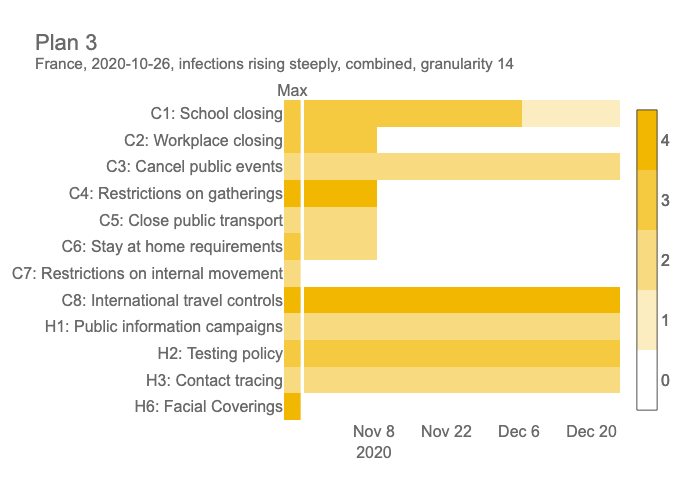 Plan 3
France, 2020-10-26, infections rising steeply, combined, granularity 14
Max
C1: School closing
C2: Workplace closing
C3: Cancel public events
C4: Restrictions on gatherings
C5: Close public transport
C6: Stay at home requirements
C7: Restrictions on internal movement
C8: International travel controls
H1: Public information campaigns
H2: Testing policy
H3: Contact tracing
H6: Facial Coverings
Nov 8 Nov 22 Dec 6 Dec 20
2020
4
3
2
1
0